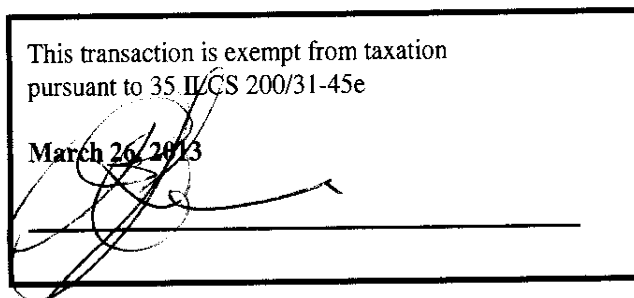 This transaction is exempt from taxation
pursuant to 35 ILCS 200/31-45e
March 26, 2013